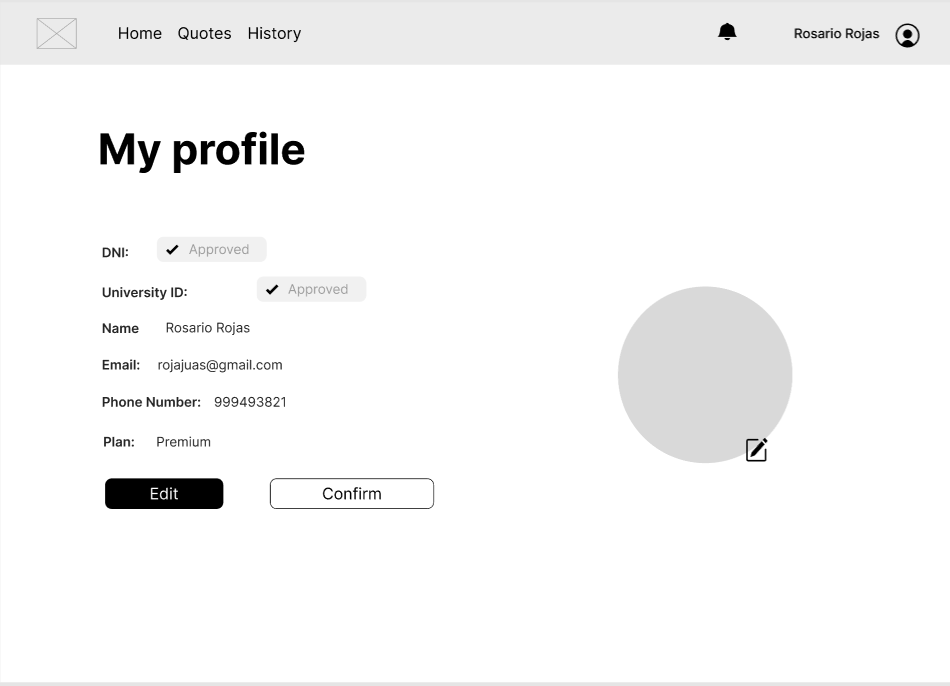 Home Quotes History Rosario Rojas
My profile
DNI: Approved
University ID: Approved
Name Rosario Rojas
Email: rojajuas@gmail.com
Phone Number: 999493821
Plan: Premium
Edit Confirm